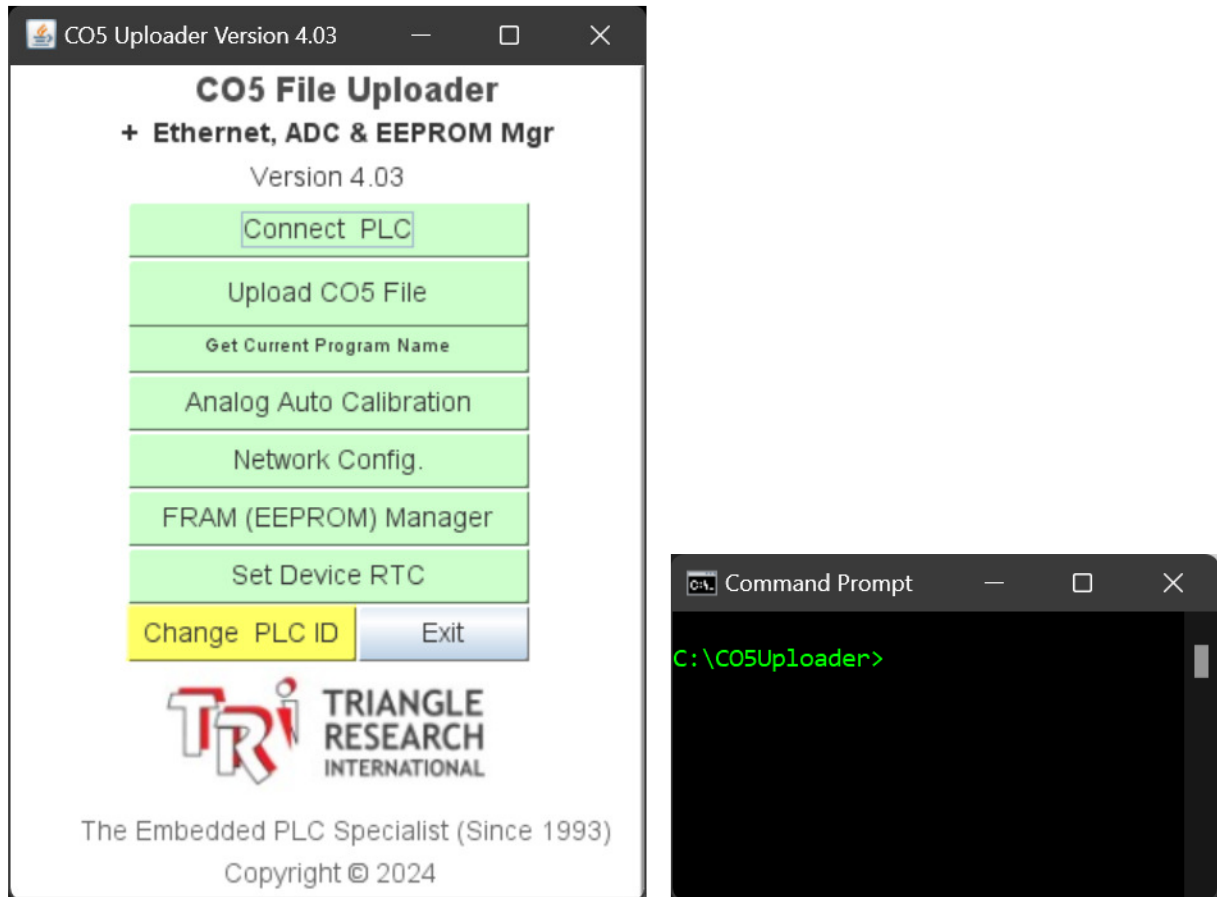 CO5 Uploader Version 4.03
CO5 File Uploader
+ Ethernet, ADC & EEPROM Mgr
Version 4.03
Connect PLC
Upload CO5 File
Get Current Program Name
Analog Auto Calibration
Network Config.
FRAM (EEPROM) Manager
Set Device RTC
Change PLC ID
Exit
TRi
TRIANGLE
RESEARCH
INTERNATIONAL
The Embedded PLC Specialist (Since 1993)
Copyright © 2024
C:\.
Command Prompt
C:\CO5Uploader>